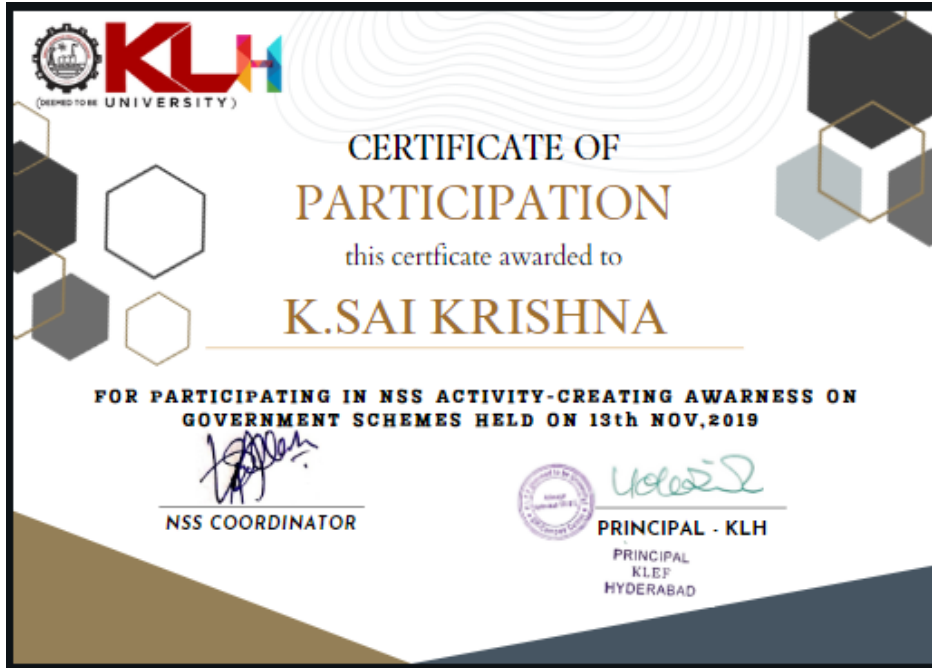 KLH
(DEEMED TO BE UNIVERSITY)
CERTIFICATE OF
PARTICIPATION
this certficate awarded to
K.SAI KRISHNA
FOR PARTICIPATING IN NSS ACTIVITY-CREATING AWARNESS ON
GOVERNMENT SCHEMES HELD ON 13th NOV,2019
NSS COORDINATOR
PRINCIPAL - KLH
PRINCIPAL
KLEF
HYDERABAD